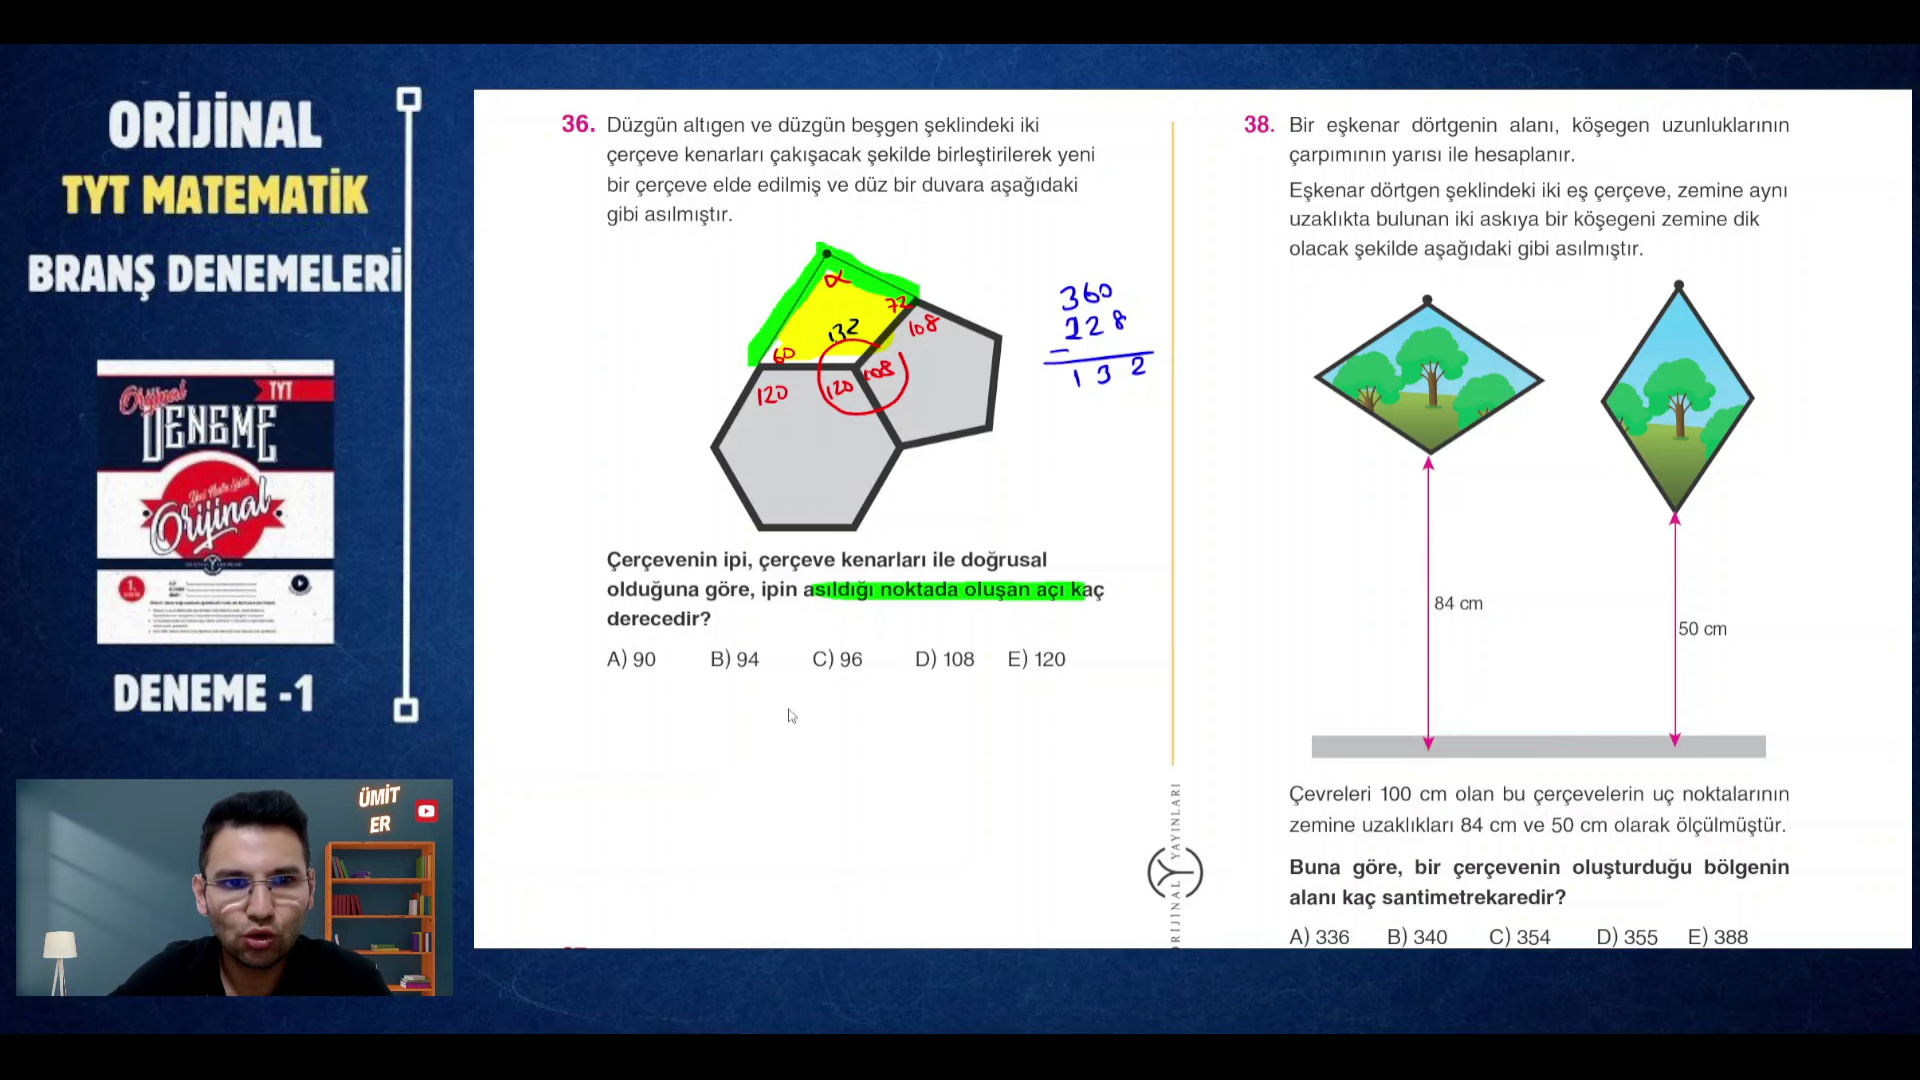 ORİJİNAL
TYT MATEMATİK
BRANŞ DENEMELERİ
Orijinal
TYT
DENEME
Orijinal
DENEME -1
ÜMİT
ER
36. Düzgün altıgen ve düzgün beşgen şeklindeki iki
çerçeve kenarları çakışacak şekilde birleştirilerek yeni
bir çerçeve elde edilmiş ve düz bir duvara aşağıdaki
gibi asılmıştır.
α
72
132
108
60
120
120
108
360
228
-
132
Çerçevenin ipi, çerçeve kenarları ile doğrusal
olduğuna göre, ipin asıldığı noktada oluşan açı kaç
derecedir?
A) 90 B) 94 C) 96 D) 108 E) 120
ORİJİNAL YAYINLARI
38. Bir eşkenar dörtgenin alanı, köşegen uzunluklarının
çarpımının yarısı ile hesaplanır.
Eşkenar dörtgen şeklindeki iki eş çerçeve, zemine aynı
uzaklıkta bulunan iki askıya bir köşegeni zemine dik
olacak şekilde aşağıdaki gibi asılmıştır.
84 cm
50 cm
Çevreleri 100 cm olan bu çerçevelerin uç noktalarının
zemine uzaklıkları 84 cm ve 50 cm olarak ölçülmüştür.
Buna göre, bir çerçevenin oluşturduğu bölgenin
alanı kaç santimetrekaredir?
A) 336 B) 340 C) 354 D) 355 E) 388